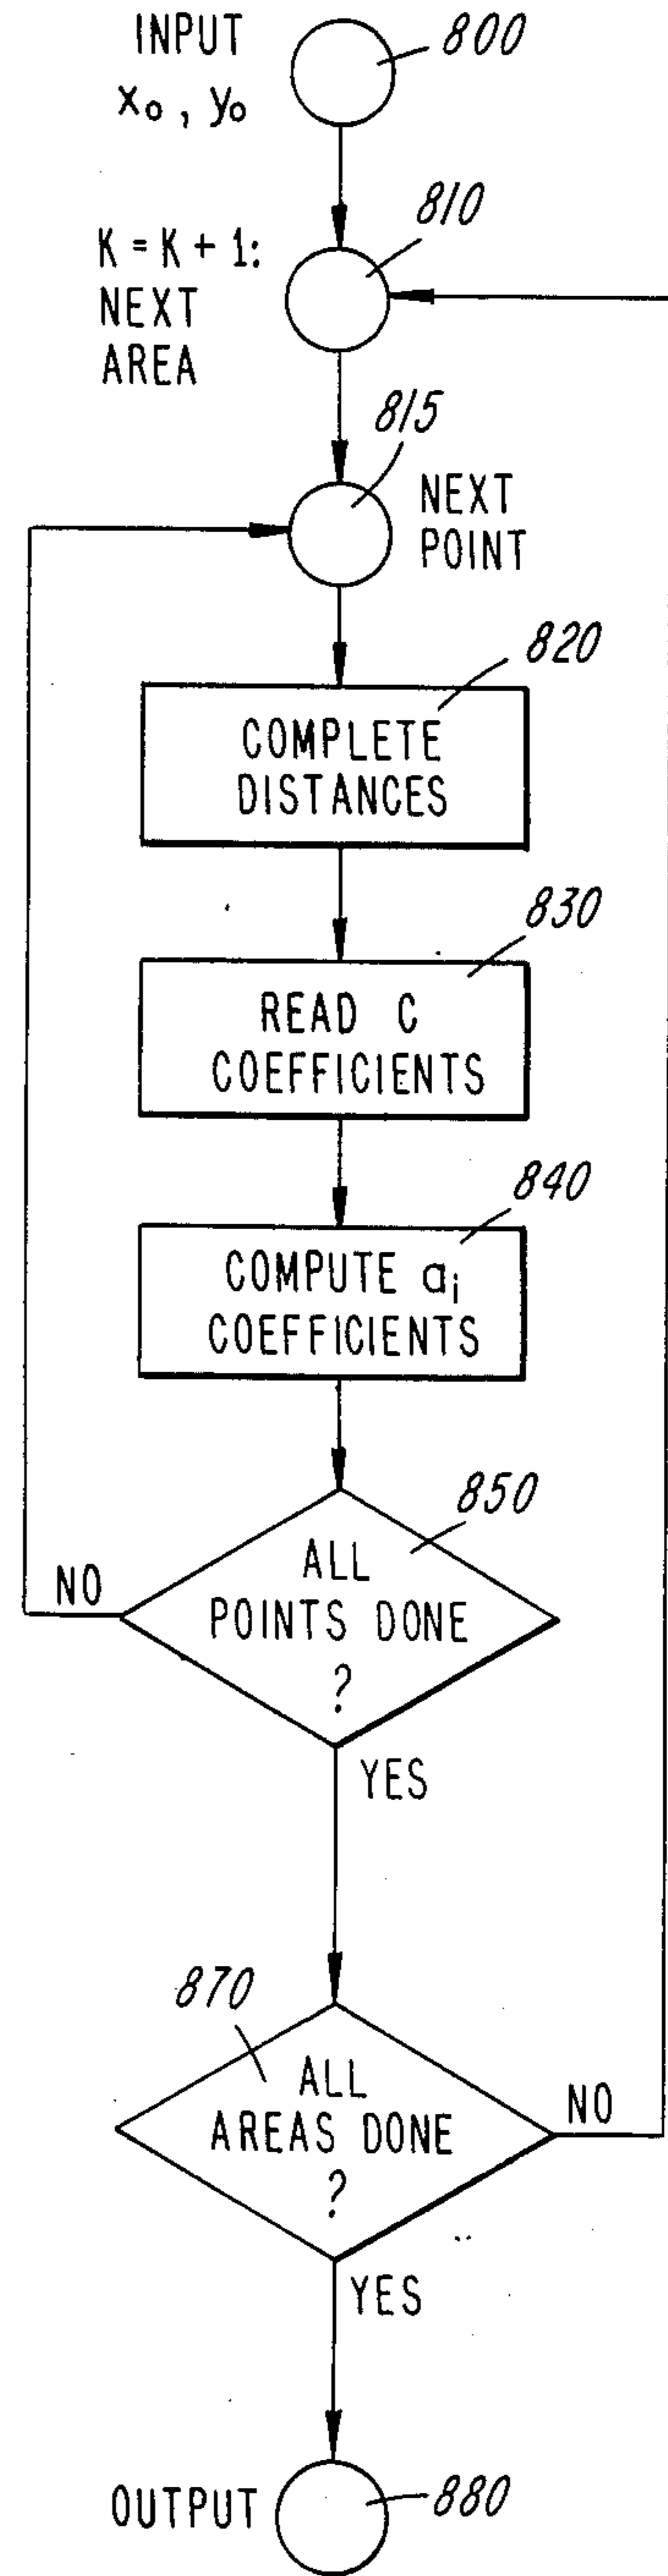 INPUT
x₀ , y₀
800
810
K = K + 1:
NEXT
AREA
815
NEXT
POINT
820
COMPLETE
DISTANCES
830
READ C
COEFFICIENTS
840
COMPUTE aᵢ
COEFFICIENTS
850
ALL
POINTS DONE
?
NO
YES
870
ALL
AREAS DONE
?
NO
YES
OUTPUT
880